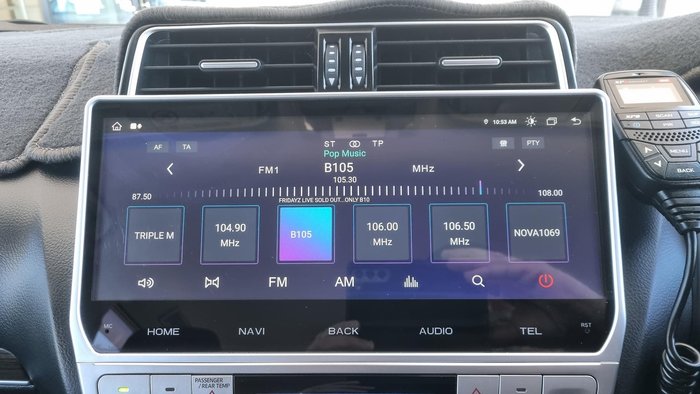 10:53 AM
AF
TA
ST
TP
PTY
Pop Music
FM1
B105
MHz
105.30
87.50
108.00
FRIDAYZ LIVE SOLD OUT...ONLY B10
TRIPLE M
104.90
MHz
B105
106.00
MHz
106.50
MHz
NOVA1069
FM
AM
MIC
HOME
NAVI
BACK
AUDIO
TEL
RST
PASSENGER
/ REAR TEMP
SCAN
MENU
BACK